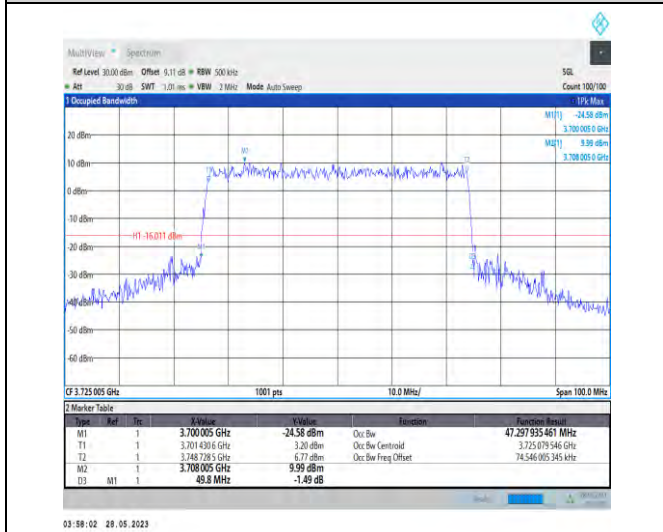 MultiView Spectrum
Ref Level 30.00 dBm Offset 9.11 dB RBW 500 kHz SGL
Att 30 dB SWT 1.01 ms VBW 2 MHz Mode Auto Sweep Count 100/100
1 Occupied Bandwidth 1Pk Max
M1[1] -24.58 dBm
3.700 005 0 GHz
M2[1] 9.99 dBm
3.708 005 0 GHz
20 dBm
M2
10 dBm
0 dBm
-10 dBm
H1 -16.011 dBm
-20 dBm
-30 dBm
-40 dBm
-50 dBm
-60 dBm
CF 3.725 005 GHz 1001 pts 10.0 MHz/ Span 100.0 MHz
2 Marker Table
Type Ref Trc X-Value Y-Value Function Function Result
M1 1 3.700 005 GHz -24.58 dBm Occ Bw 47.297 935 461 MHz
T1 1 3.701 430 6 GHz 3.20 dBm Occ Bw Centroid 3.725 079 546 GHz
T2 1 3.748 728 5 GHz 6.77 dBm Occ Bw Freq Offset 74.546 005 345 kHz
M2 1 3.708 005 GHz 9.99 dBm
D3 M1 1 49.8 MHz -1.49 dB
03:58:02 28.05.2023